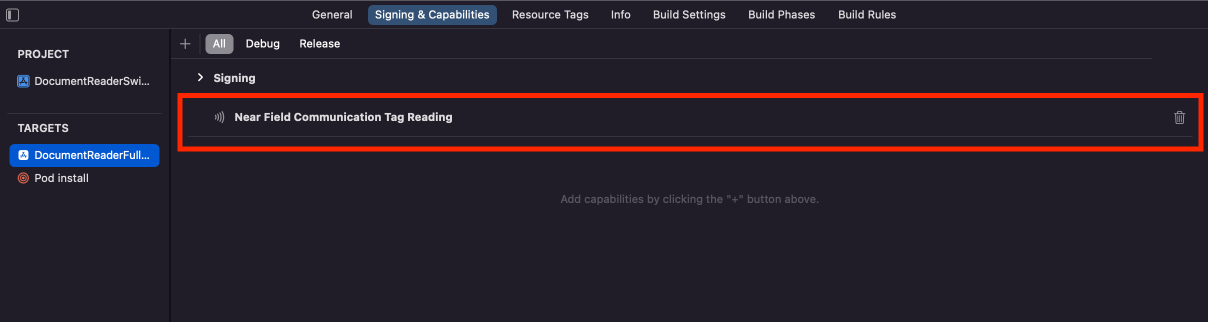 General Signing & Capabilities Resource Tags Info Build Settings Build Phases Build Rules
PROJECT
DocumentReaderSwi...
TARGETS
DocumentReaderFull...
Pod install
+ All Debug Release
Signing
Near Field Communication Tag Reading
Add capabilities by clicking the "+" button above.